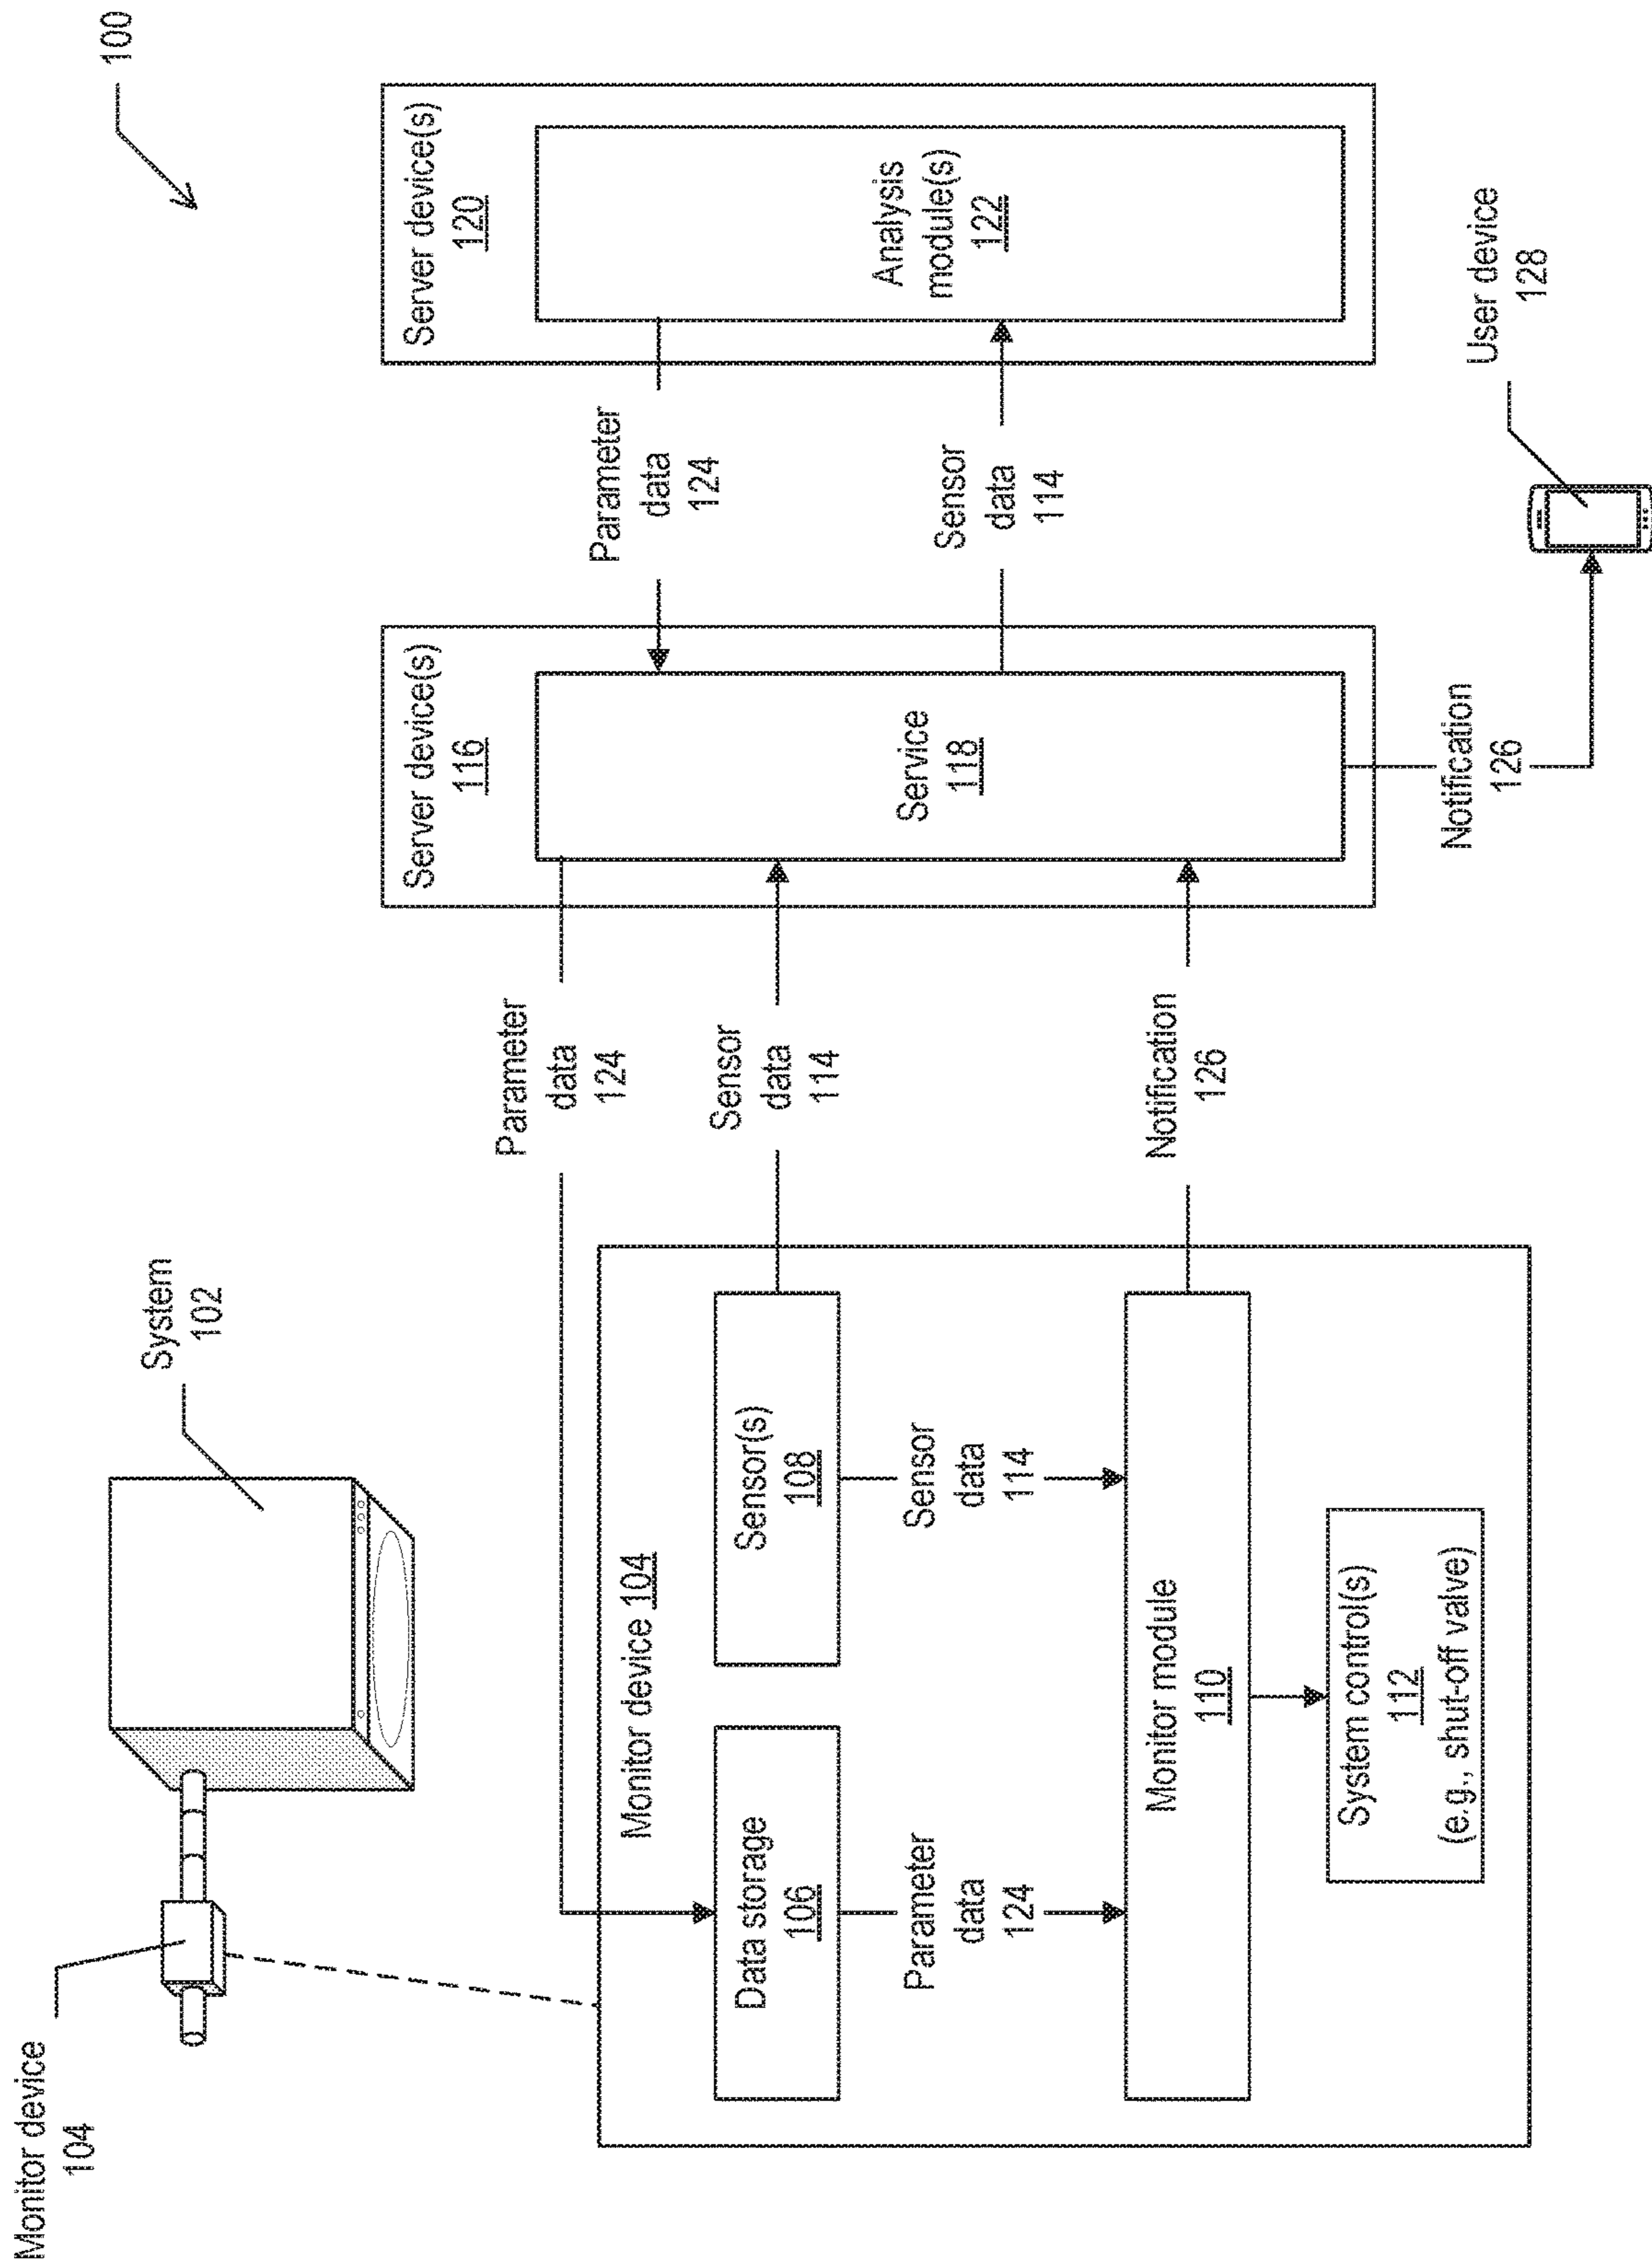 100
Monitor device
104
System
102
Monitor device 104
Data storage
106
Sensor(s)
108
Parameter
data
124
Sensor
data
114
Monitor module
110
System control(s)
112
(e.g., shut-off valve)
Parameter
data
124
Sensor
data
114
Notification
126
Server device(s)
116
Service
118
Parameter
data
124
Sensor
data
114
Notification
126
Server device(s)
120
Analysis
module(s)
122
User device
128